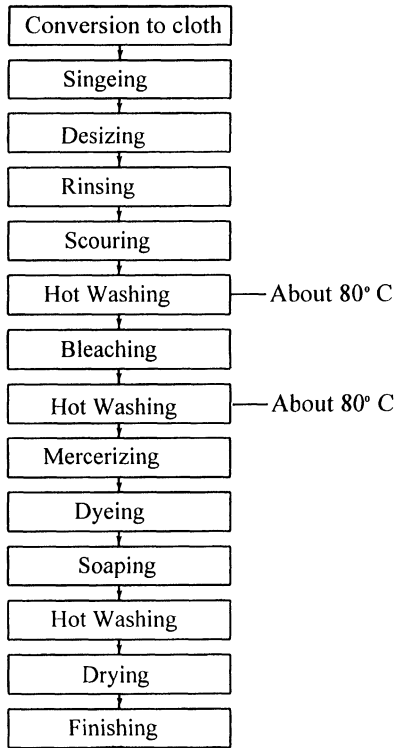 Conversion to cloth
Singeing
Desizing
Rinsing
Scouring
Hot Washing
About 80° C
Bleaching
Hot Washing
About 80° C
Mercerizing
Dyeing
Soaping
Hot Washing
Drying
Finishing